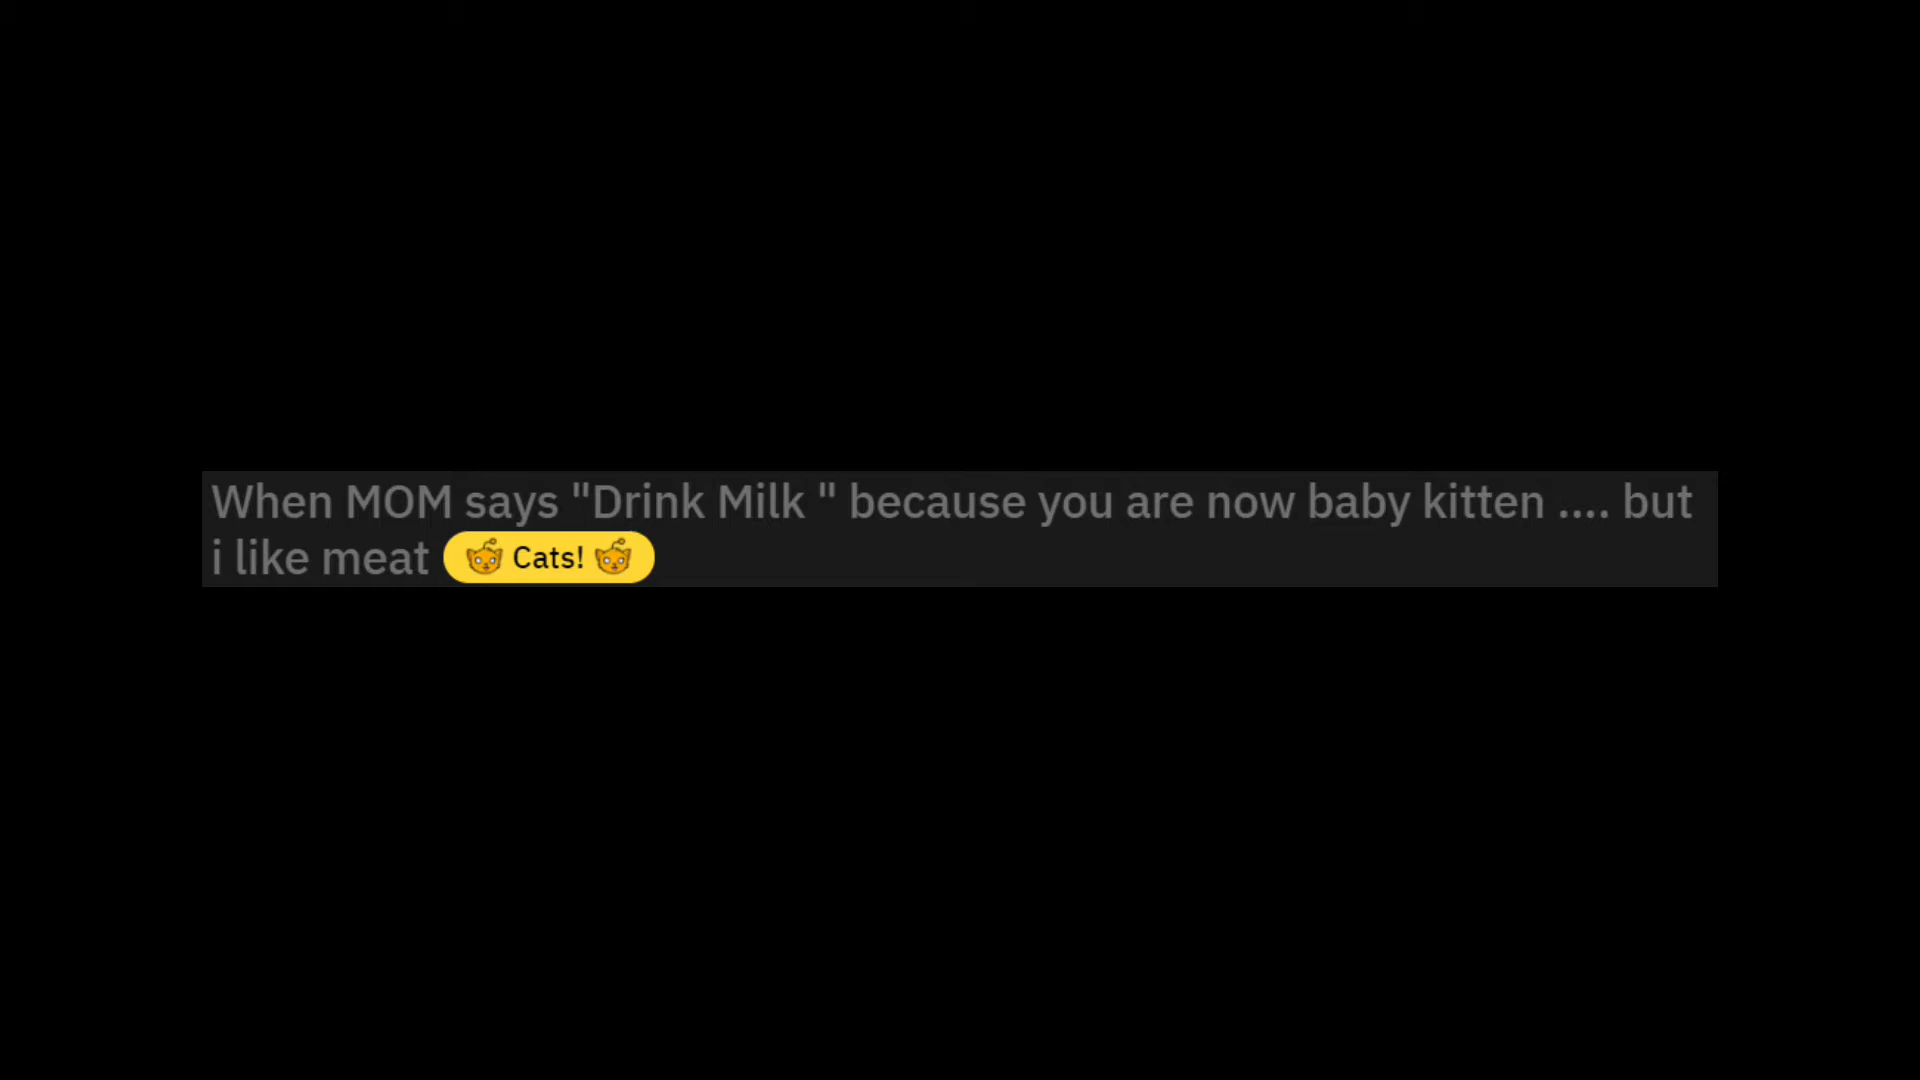 When MOM says "Drink Milk " because you are now baby kitten .... but
i like meat Cats!